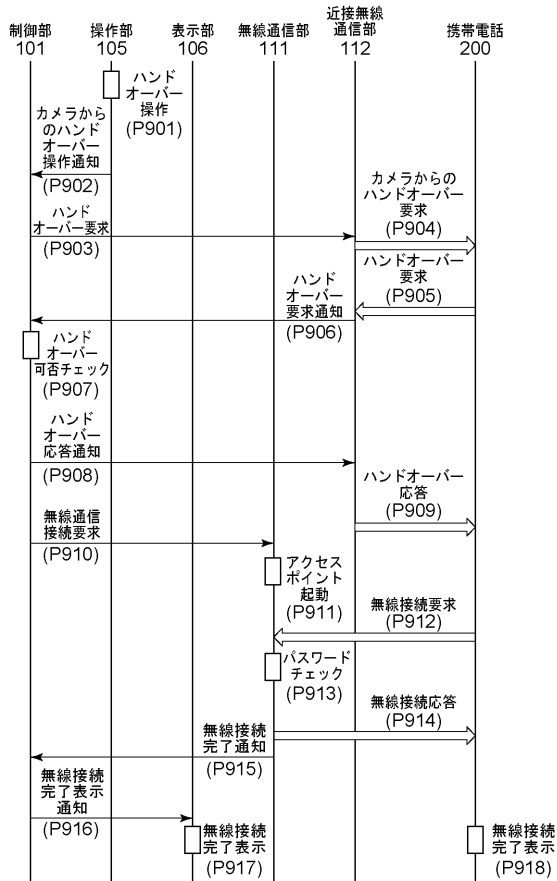 制御部
101
操作部
105
表示部
106
無線通信部
111
近接無線
通信部
112
携帯電話
200
ハンド
オーバー
操作
(P901)
カメラから
のハンド
オーバー
操作通知
(P902)
ハンド
オーバー要求
(P903)
カメラからの
ハンドオーバー
要求
(P904)
ハンドオーバー
要求
(P905)
ハンド
オーバー
要求通知
(P906)
ハンド
オーバー
可否チェック
(P907)
ハンド
オーバー
応答通知
(P908)
ハンドオーバー
応答
(P909)
無線通信
接続要求
(P910)
アクセス
ポイント
起動
(P911)
無線接続要求
(P912)
パスワード
チェック
(P913)
無線接続応答
(P914)
無線接続
完了通知
(P915)
無線接続
完了表示
通知
(P916)
無線接続
完了表示
(P917)
無線接続
完了表示
(P918)